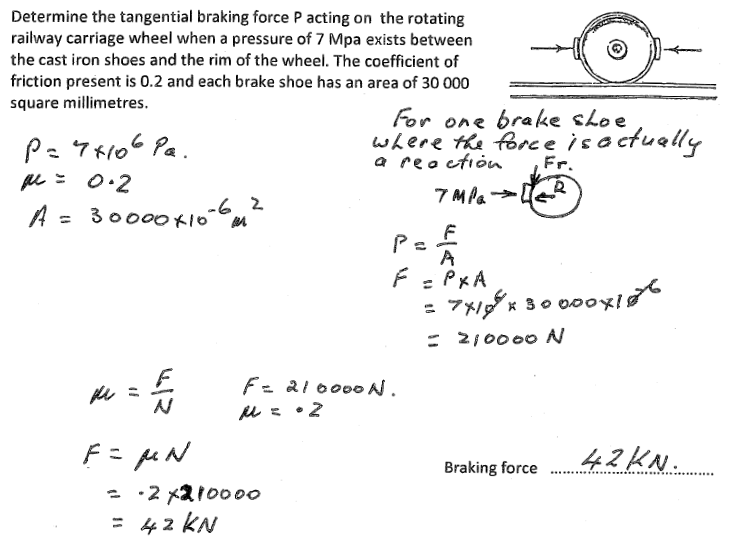 Determine the tangential braking force P acting on the rotating
railway carriage wheel when a pressure of 7 Mpa exists between
the cast iron shoes and the rim of the wheel. The coefficient of
friction present is 0.2 and each brake shoe has an area of 30 000
square millimetres.
P = 7×10⁶ Pa.
μ = 0.2
A = 30000×10⁻⁶ m²
For one brake shoe
where the force is actually
a reaction
Fr.
7 MPa → R
P = F/A
F = P×A
= 7×10⁶ × 30000×10⁻⁶
= 210000 N
μ = F/N
F = 210000 N.
μ = .2
F = μN
= .2 × 210000
= 42 KN
Braking force 42KN.